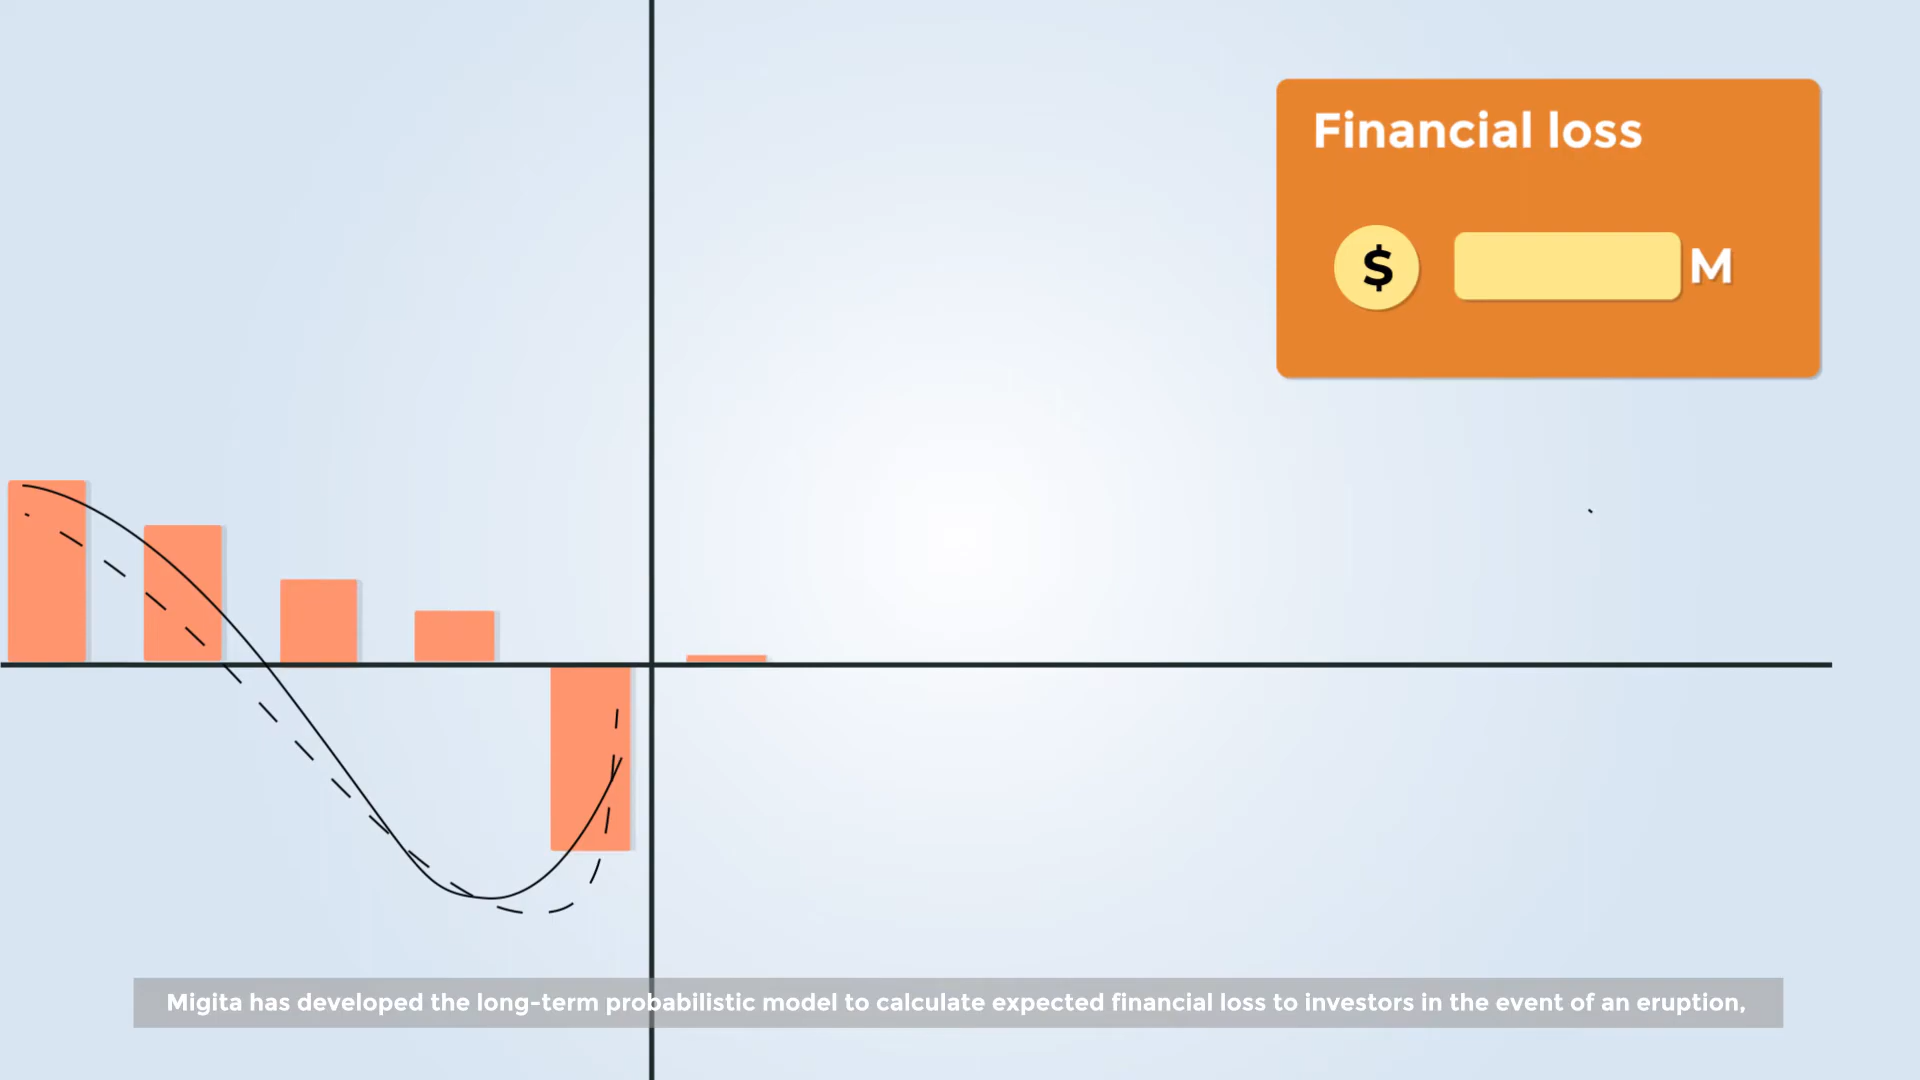 Financial loss
$ M
Migita has developed the long-term probabilistic model to calculate expected financial loss to investors in the event of an eruption,